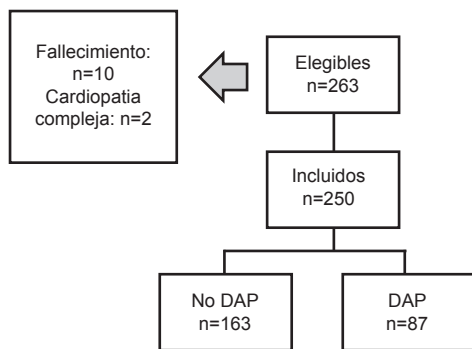 Fallecimiento:
n=10
Cardiopatia
compleja: n=2
Elegibles
n=263
Incluidos
n=250
No DAP
n=163
DAP
n=87